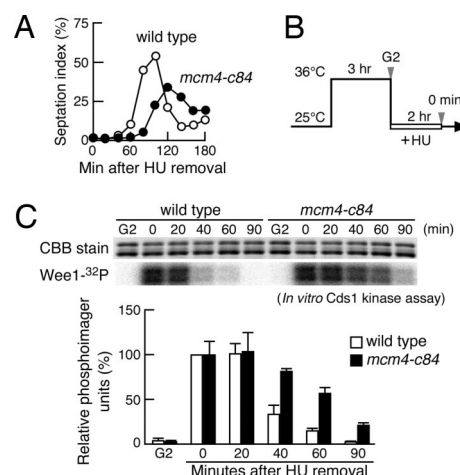 A
Septation index (%)
75
50
25
0
wild type
mcm4-c84
0 60 120 180
Min after HU removal
B
G2
36°C
3 hr
25°C
0 min
2 hr
+HU
C
wild type mcm4-c84
G2 0 20 40 60 90 G2 0 20 40 60 90 (min)
CBB stain
Wee1-³²P
(In vitro Cds1 kinase assay)
Relative phosphoimager
units (%)
150
100
50
0
wild type
mcm4-c84
G2 0 20 40 60 90
Minutes after HU removal